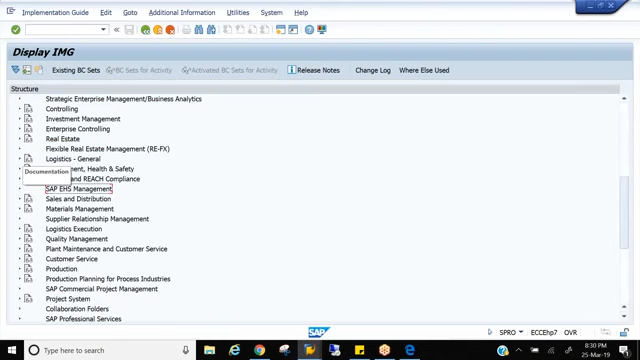 Implementation Guide Edit Goto Additional Information Utilities System Help
Display IMG
Existing BC Sets BC Sets for Activity Activated BC Sets for Activity Release Notes Change Log Where Else Used
Structure
Strategic Enterprise Management/Business Analytics
Controlling
Investment Management
Enterprise Controlling
Real Estate
Flexible Real Estate Management (RE-FX)
Logistics - General
ment, Health & Safety
Documentation
and REACH Compliance
SAP EHS Management
Sales and Distribution
Materials Management
Supplier Relationship Management
Logistics Execution
Quality Management
Plant Maintenance and Customer Service
Customer Service
Production
Production Planning for Process Industries
SAP Commercial Project Management
Project System
Collaboration Folders
SAP Professional Services
SAP SPRO ECCEhp7 OVR
Type here to search
8:30 PM
25-Mar-19